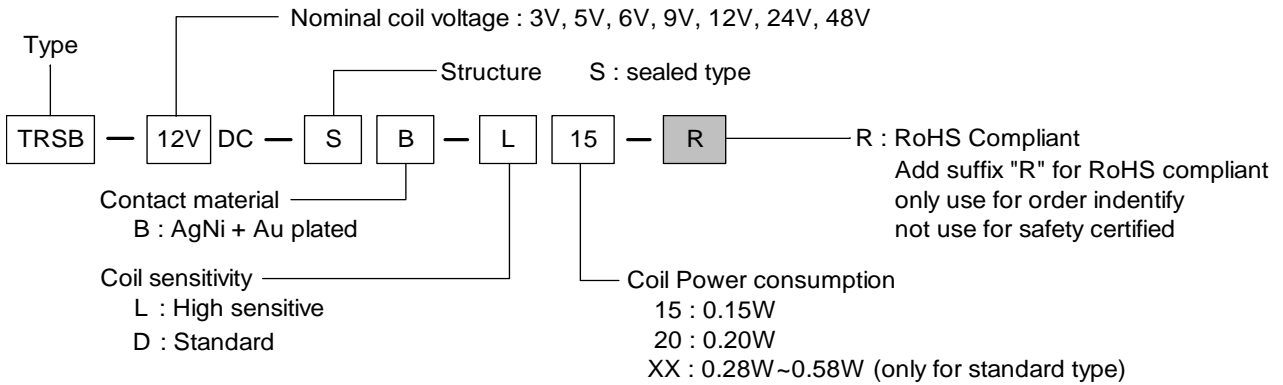 Nominal coil voltage : 3V, 5V, 6V, 9V, 12V, 24V, 48V
Type
Structure S : sealed type
TRSB — 12V DC — S B — L 15 — R
R : RoHS Compliant
Add suffix "R" for RoHS compliant
only use for order indentify
not use for safety certified
Contact material
B : AgNi + Au plated
Coil sensitivity
L : High sensitive
D : Standard
Coil Power consumption
15 : 0.15W
20 : 0.20W
XX : 0.28W~0.58W (only for standard type)